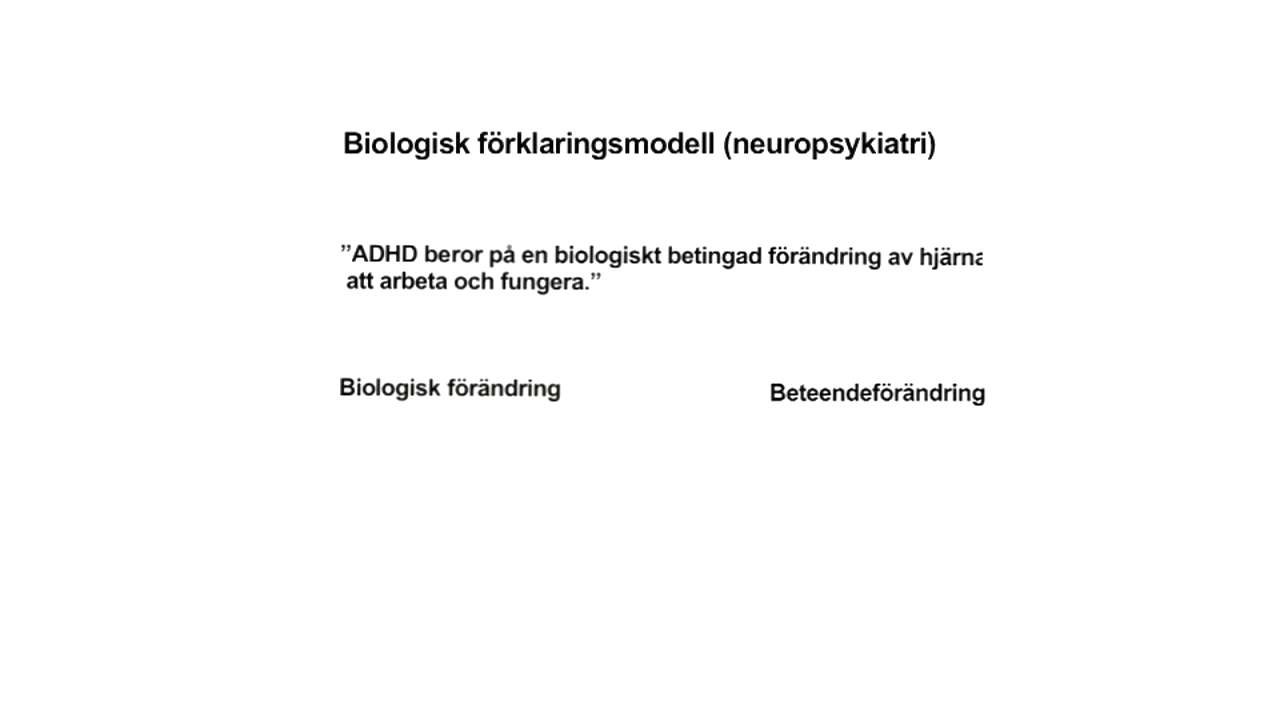 Biologisk förklaringsmodell (neuropsykiatri)
”ADHD beror på en biologiskt betingad förändring av hjärna
att arbeta och fungera.”
Biologisk förändring
Beteendeförändring